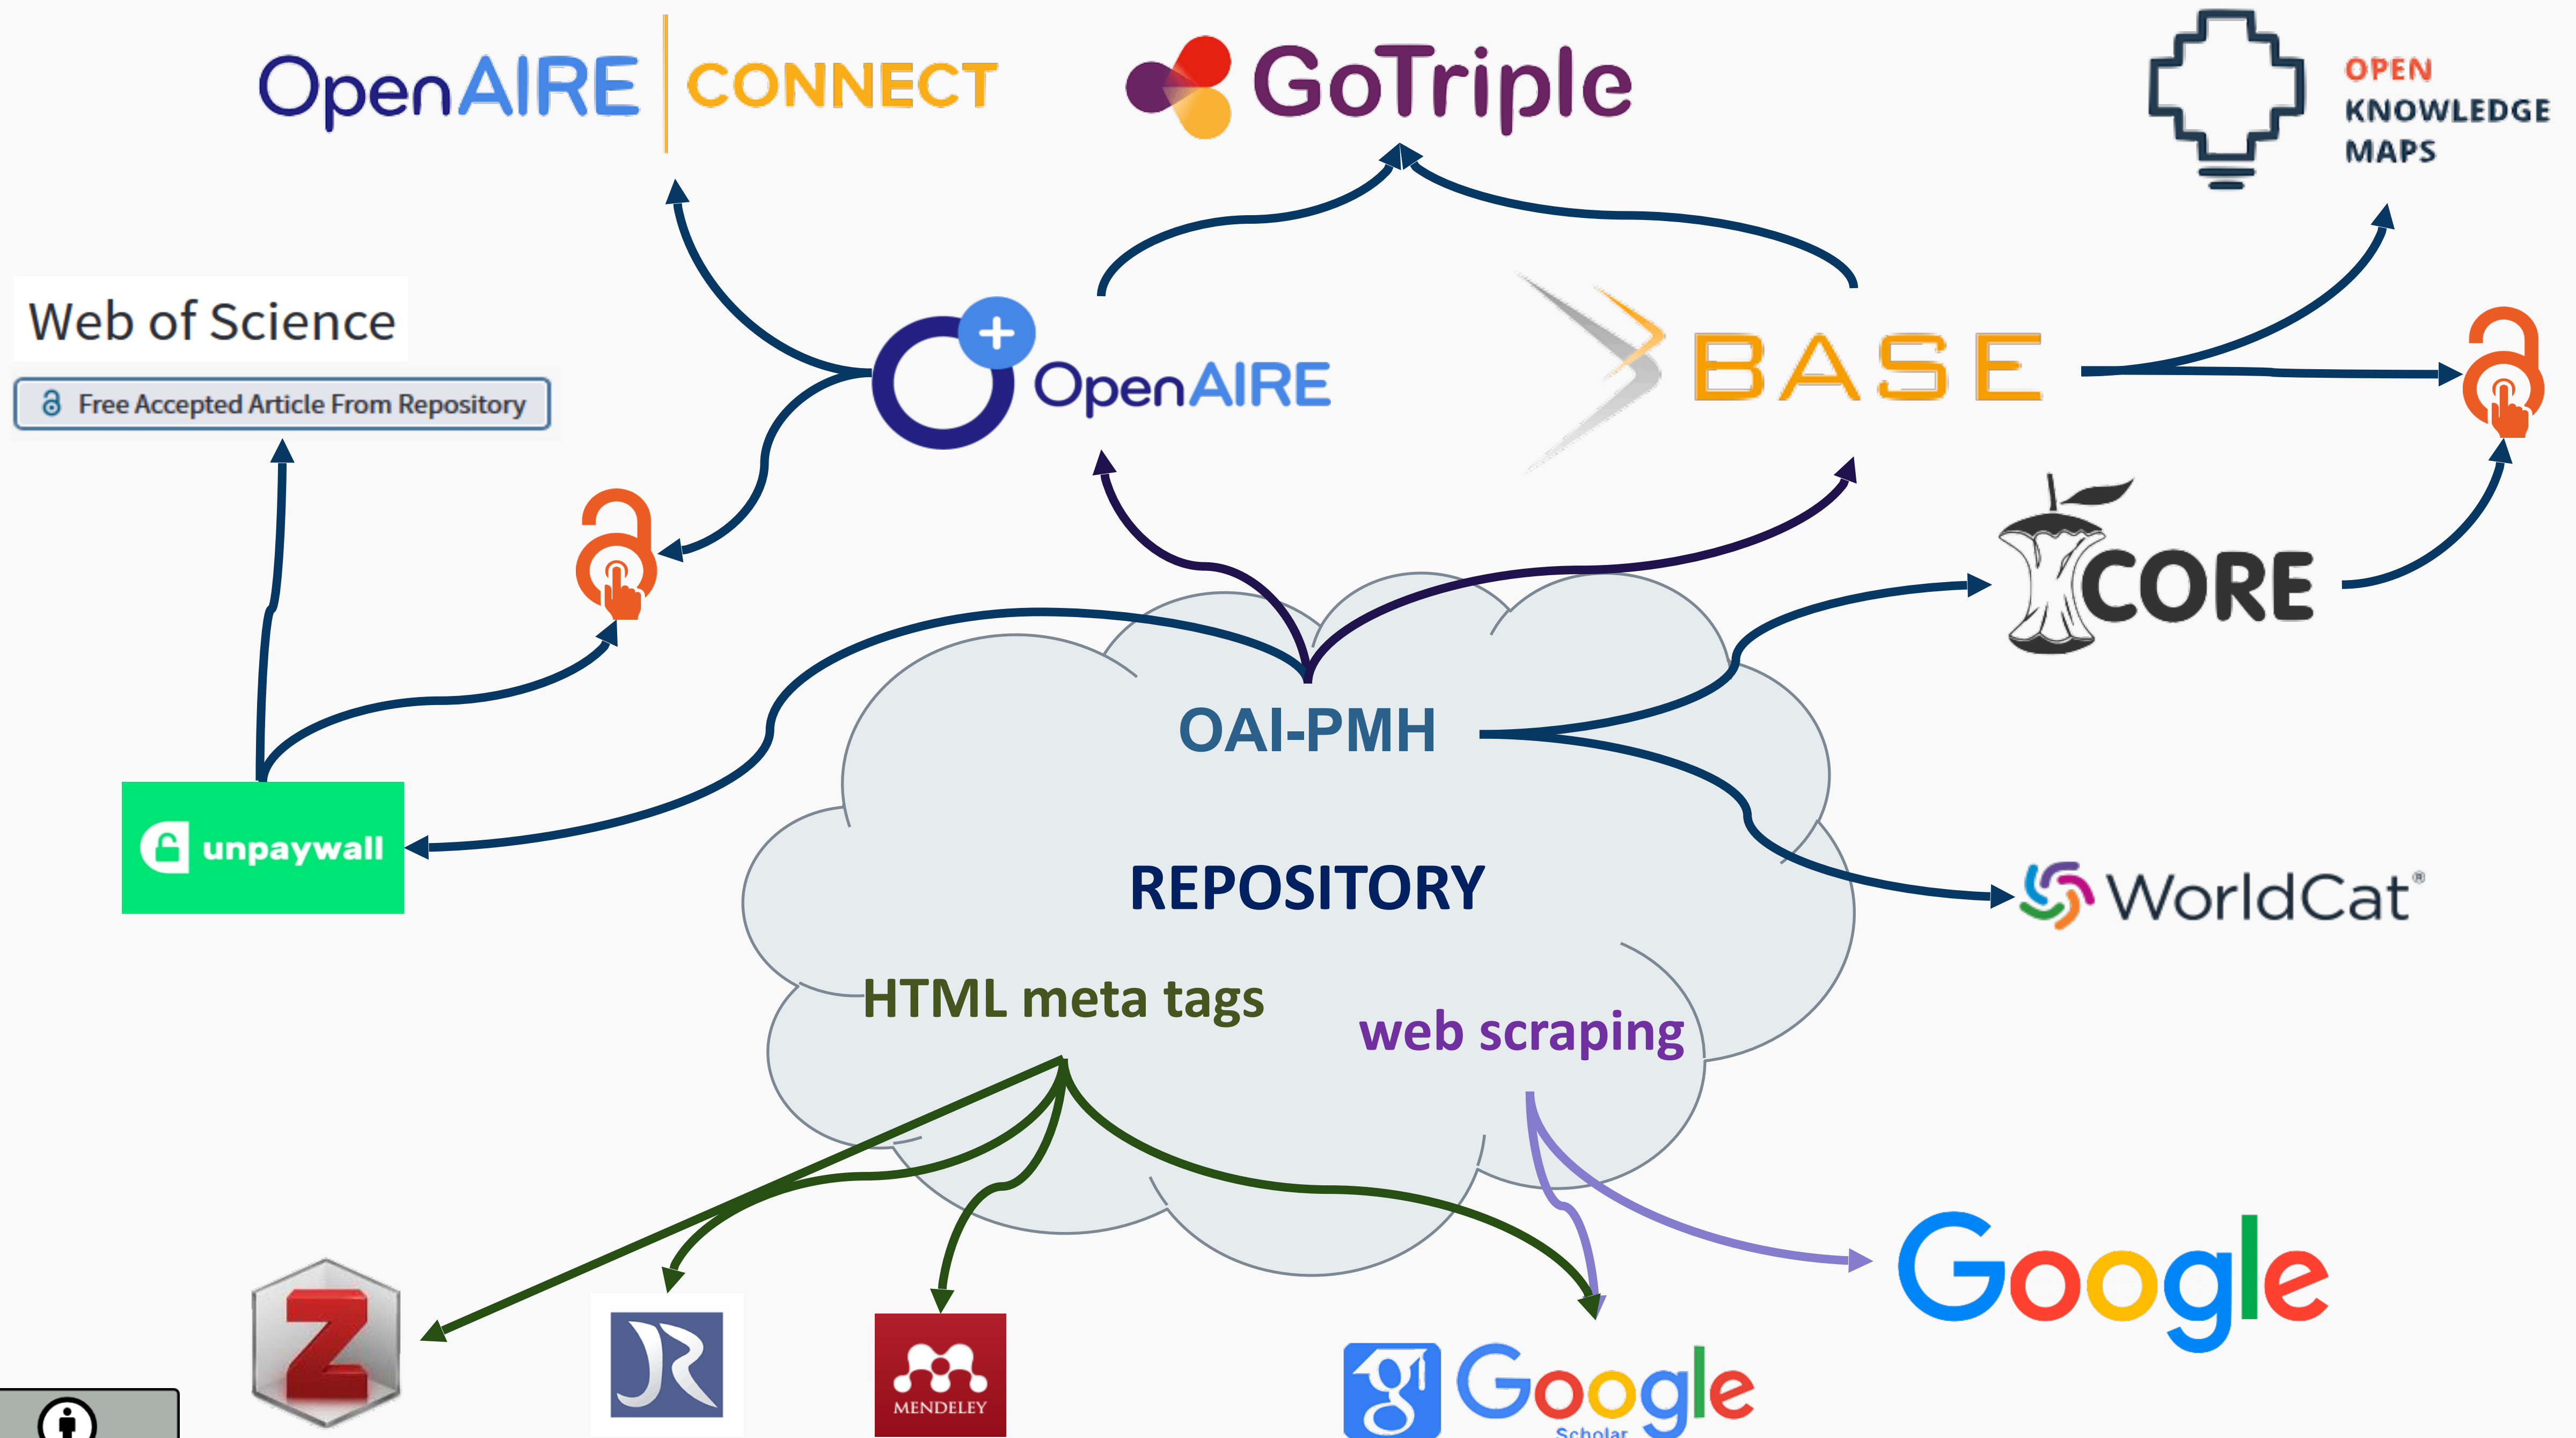 OpenAIRE | CONNECT
GoTriple
OPEN
KNOWLEDGE
MAPS
Web of Science
Free Accepted Article From Repository
OpenAIRE
BASE
CORE
OAI-PMH
unpaywall
REPOSITORY
WorldCat®
HTML meta tags
web scraping
Google
Z
JR
MENDELEY
g
Google
Scholar